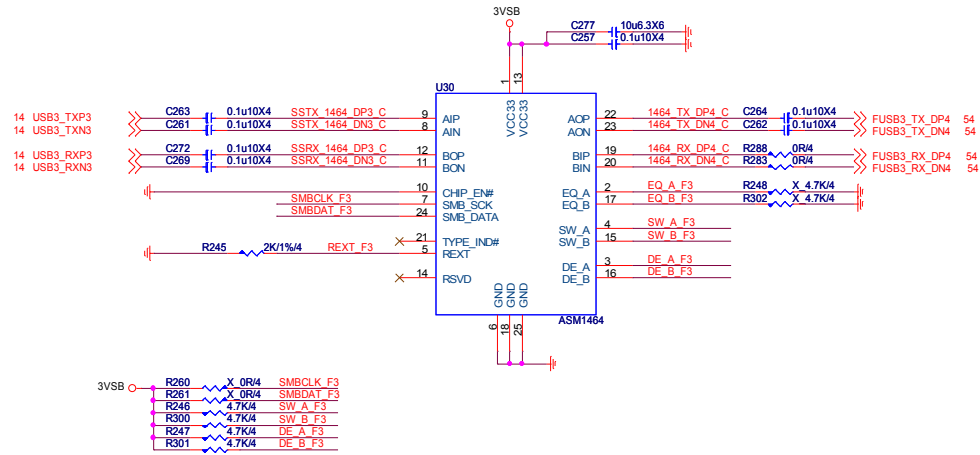 3VSB
C277 10u6.3X6
C257 0.1u10X4
U30
1 13
VCC33 VCC33
14 USB3_TXP3 C263 0.1u10X4 SSTX_1464_DP3_C 9 AIP AOP 22 1464_TX_DP4_C C264 0.1u10X4 FUSB3_TX_DP4 54
14 USB3_TXN3 C261 0.1u10X4 SSTX_1464_DN3_C 8 AIN AON 23 1464_TX_DN4_C C262 0.1u10X4 FUSB3_TX_DN4 54
14 USB3_RXP3 C272 0.1u10X4 SSRX_1464_DP3_C 12 BOP BIP 19 1464_RX_DP4_C R288 0R/4 FUSB3_RX_DP4 54
14 USB3_RXN3 C269 0.1u10X4 SSRX_1464_DN3_C 11 BON BIN 20 1464_RX_DN4_C R283 0R/4 FUSB3_RX_DN4 54
10 CHIP_EN# EQ_A 2 EQ_A_F3 R248 X_4.7K/4
SMBCLK_F3 7 SMB_SCK EQ_B 17 EQ_B_F3 R302 X_4.7K/4
SMBDAT_F3 24 SMB_DATA SW_A 4 SW_A_F3
21 TYPE_IND# SW_B 15 SW_B_F3
R245 2K/1%/4 REXT_F3 5 REXT DE_A 3 DE_A_F3
14 RSVD DE_B 16 DE_B_F3
GND GND GND
6 18 25
ASM1464
3VSB R260 X_0R/4 SMBCLK_F3
R261 X_0R/4 SMBDAT_F3
R246 4.7K/4 SW_A_F3
R300 4.7K/4 SW_B_F3
R247 4.7K/4 DE_A_F3
R301 4.7K/4 DE_B_F3